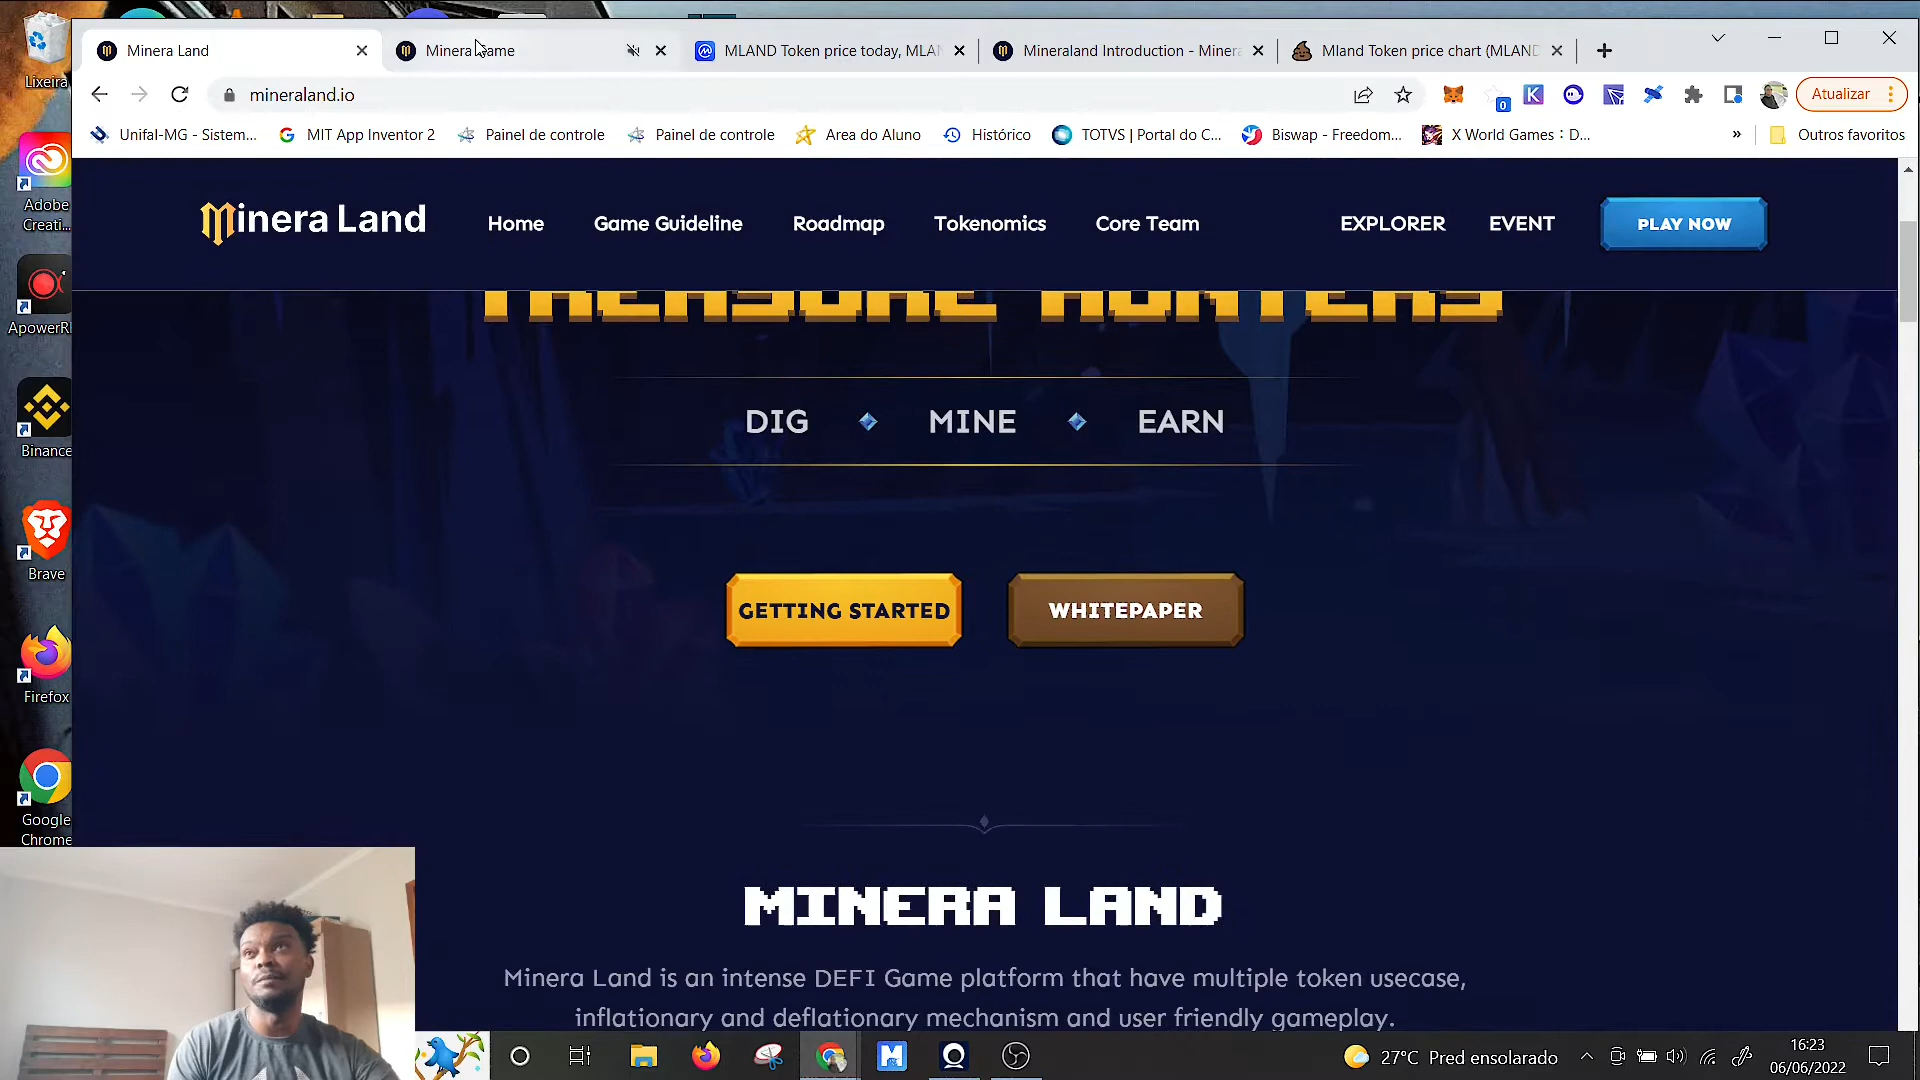 Lixeira
Minera Land
Minera Game
MLAND Token price today, MLAN
Mineraland Introduction - Minera
Mland Token price chart (MLAND
mineraland.io
0
Atualizar
Unifal-MG - Sistem...
MIT App Inventor 2
Painel de controle
Painel de controle
Area do Aluno
Histórico
TOTVS | Portal do C...
Biswap - Freedom...
X World Games : D...
»
Outros favoritos
Minera Land
Home
Game Guideline
Roadmap
Tokenomics
Core Team
EXPLORER
EVENT
PLAY NOW
TREASURE HUNTERS
DIG
MINE
EARN
GETTING STARTED
WHITEPAPER
MINERA LAND
Minera Land is an intense DEFI Game platform that have multiple token usecase,
inflationary and deflationary mechanism and user friendly gameplay.
Adobe
Creati...
ApowerR
Binance
Brave
Firefox
Google
Chrome
27°C Pred ensolarado
16:23
06/06/2022